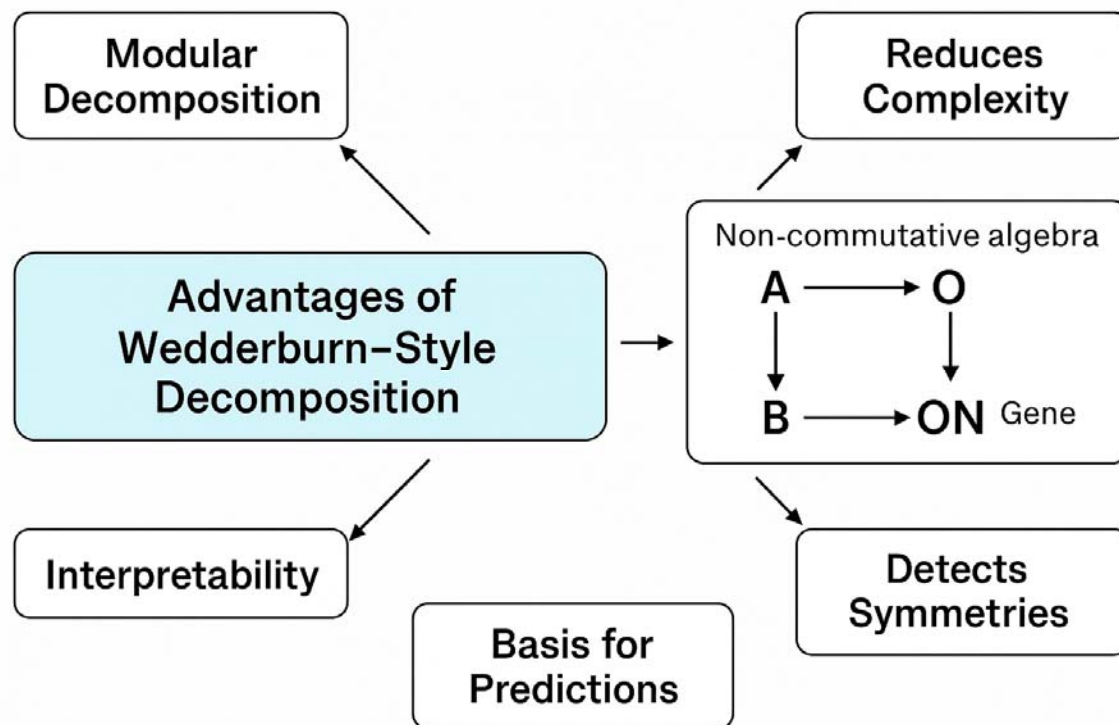 Modular
Decomposition
Reduces
Complexity
Advantages of
Wedderburn–Style
Decomposition
Non-commutative algebra
A O
B ON Gene
Interpretability
Detects
Symmetries
Basis for
Predictions